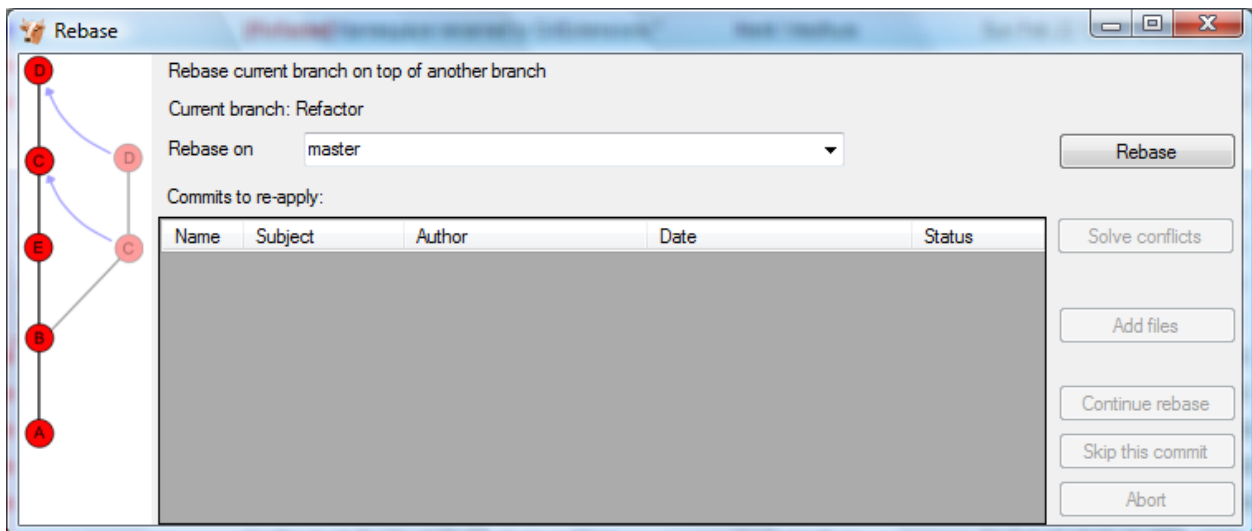 Rebase
Rebase current branch on top of another branch
Current branch: Refactor
Rebase on master Rebase
Commits to re-apply:
Name Subject Author Date Status
Solve conflicts
Add files
Continue rebase
Skip this commit
Abort
D
D
C
C
E
B
A